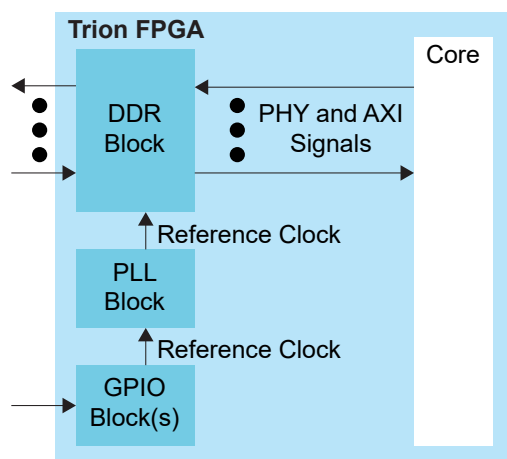 Trion FPGA
Core
DDR
Block
PHY and AXI
Signals
Reference Clock
PLL
Block
Reference Clock
GPIO
Block(s)